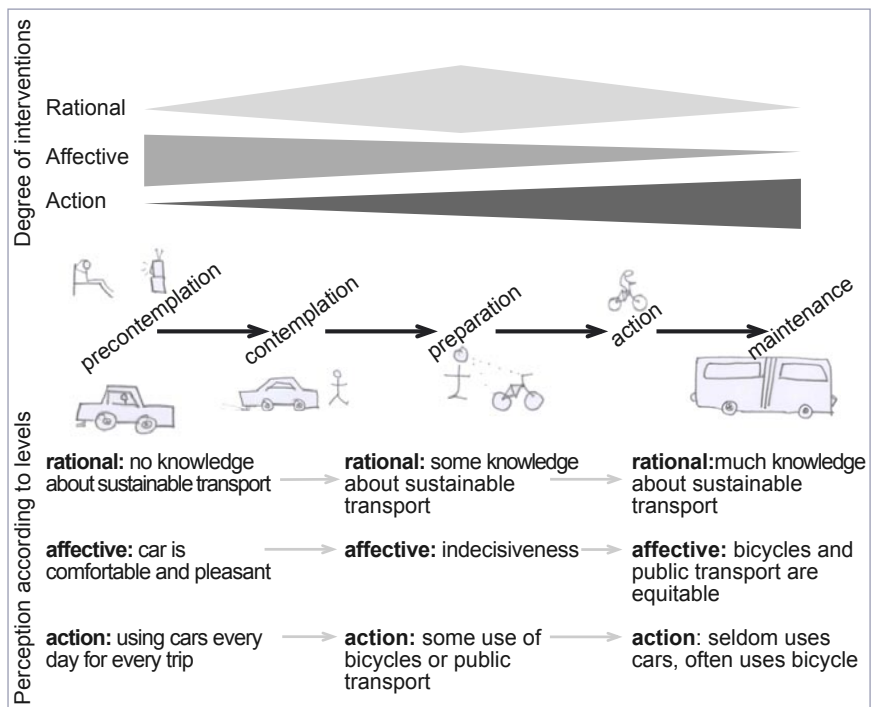 Degree of interventions
Rational
Affective
Action
precontemplation
contemplation
preparation
action
maintenance
Perception according to levels
rational: no knowledge
about sustainable transport
rational: some knowledge
about sustainable
transport
rational:much knowledge
about sustainable
transport
affective: car is
comfortable and pleasant
affective: indecisiveness
affective: bicycles and
public transport are
equitable
action: using cars every
day for every trip
action: some use of
bicycles or public
transport
action: seldom uses
cars, often uses bicycle